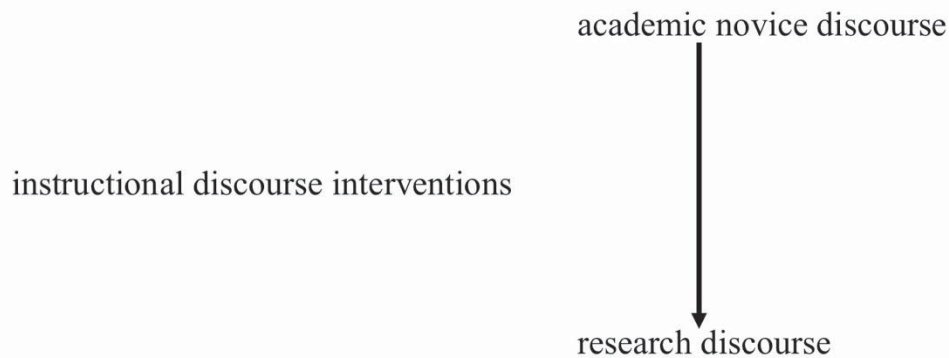 academic novice discourse
instructional discourse interventions
research discourse